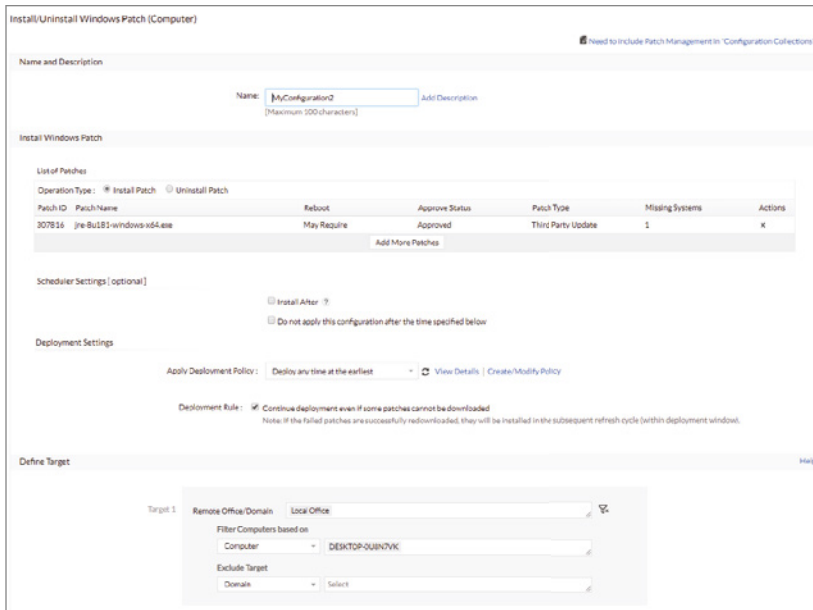 Install/Uninstall Windows Patch (Computer)
Need to Include Patch Management in 'Configuration Collections
Name and Description
Name: MyConfiguration2 Add Description
[Maximum 100 characters]
Install Windows Patch
List of Patches
Operation Type : Install Patch Uninstall Patch
Patch ID Patch Name Reboot Approve Status Patch Type Missing Systems Actions
307816 jre-8u181-windows-x64.exe May Require Approved Third Party Update 1 x
Add More Patches
Scheduler Settings [ optional ]
Install After ?
Do not apply this configuration after the time specified below
Deployment Settings
Apply Deployment Policy : Deploy any time at the earliest View Details | Create/Modify Policy
Deployment Rule : Continue deployment even if some patches cannot be downloaded
Note: If the failed patches are successfully redownloaded, they will be installed in the subsequent refresh cycle (within deployment window).
Define Target Help
Target 1 Remote Office/Domain Local Office
Filter Computers based on
Computer DESKTOP-0U8N7VK
Exclude Target
Domain Select